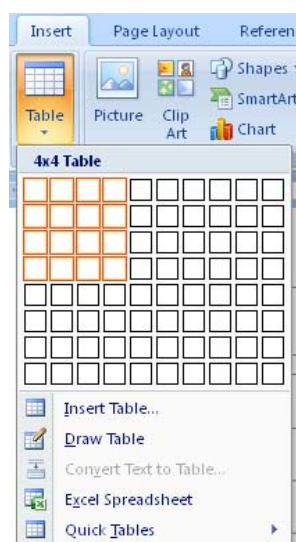 Insert Page Layout Referen
Table
Picture
Clip
Art
Shapes
SmartArt
Chart
4x4 Table
Insert Table...
Draw Table
Convert Text to Table...
Excel Spreadsheet
Quick Tables